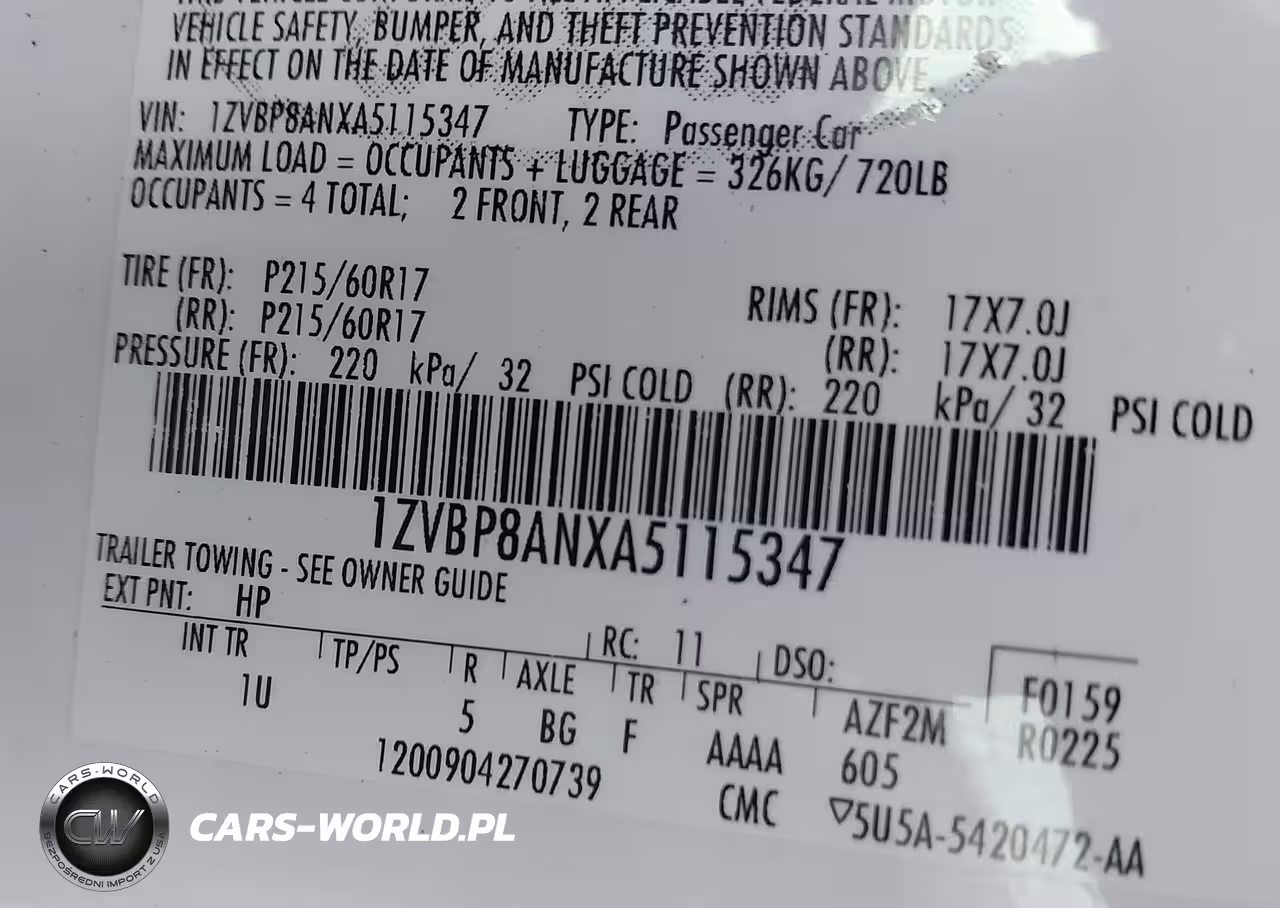 VEHICLE SAFETY, BUMPER, AND THEFT PREVENTION STANDARDS
IN EFFECT ON THE DATE OF MANUFACTURE SHOWN ABOVE.
VIN: 1ZVBP8ANXA5115347 TYPE: Passenger Car
MAXIMUM LOAD = OCCUPANTS + LUGGAGE = 326KG/ 720LB
OCCUPANTS = 4 TOTAL; 2 FRONT, 2 REAR
TIRE (FR): P215/60R17 RIMS (FR): 17X7.0J
(RR): P215/60R17 (RR): 17X7.0J
PRESSURE (FR): 220 kPa/ 32 PSI COLD (RR): 220 kPa/ 32 PSI COLD
1ZVBP8ANXA5115347
TRAILER TOWING - SEE OWNER GUIDE
EXT PNT: HP RC: 11 DSO: F0159
INT TR TP/PS R AXLE TR SPR AZF2M R0225
1U 5 BG F AAAA 605
1200904270739 CMC ▽5U5A-5420472-AA
CARS-WORLD
CW
BEZPOŚREDNI IMPORT Z USA
CARS-WORLD.PL